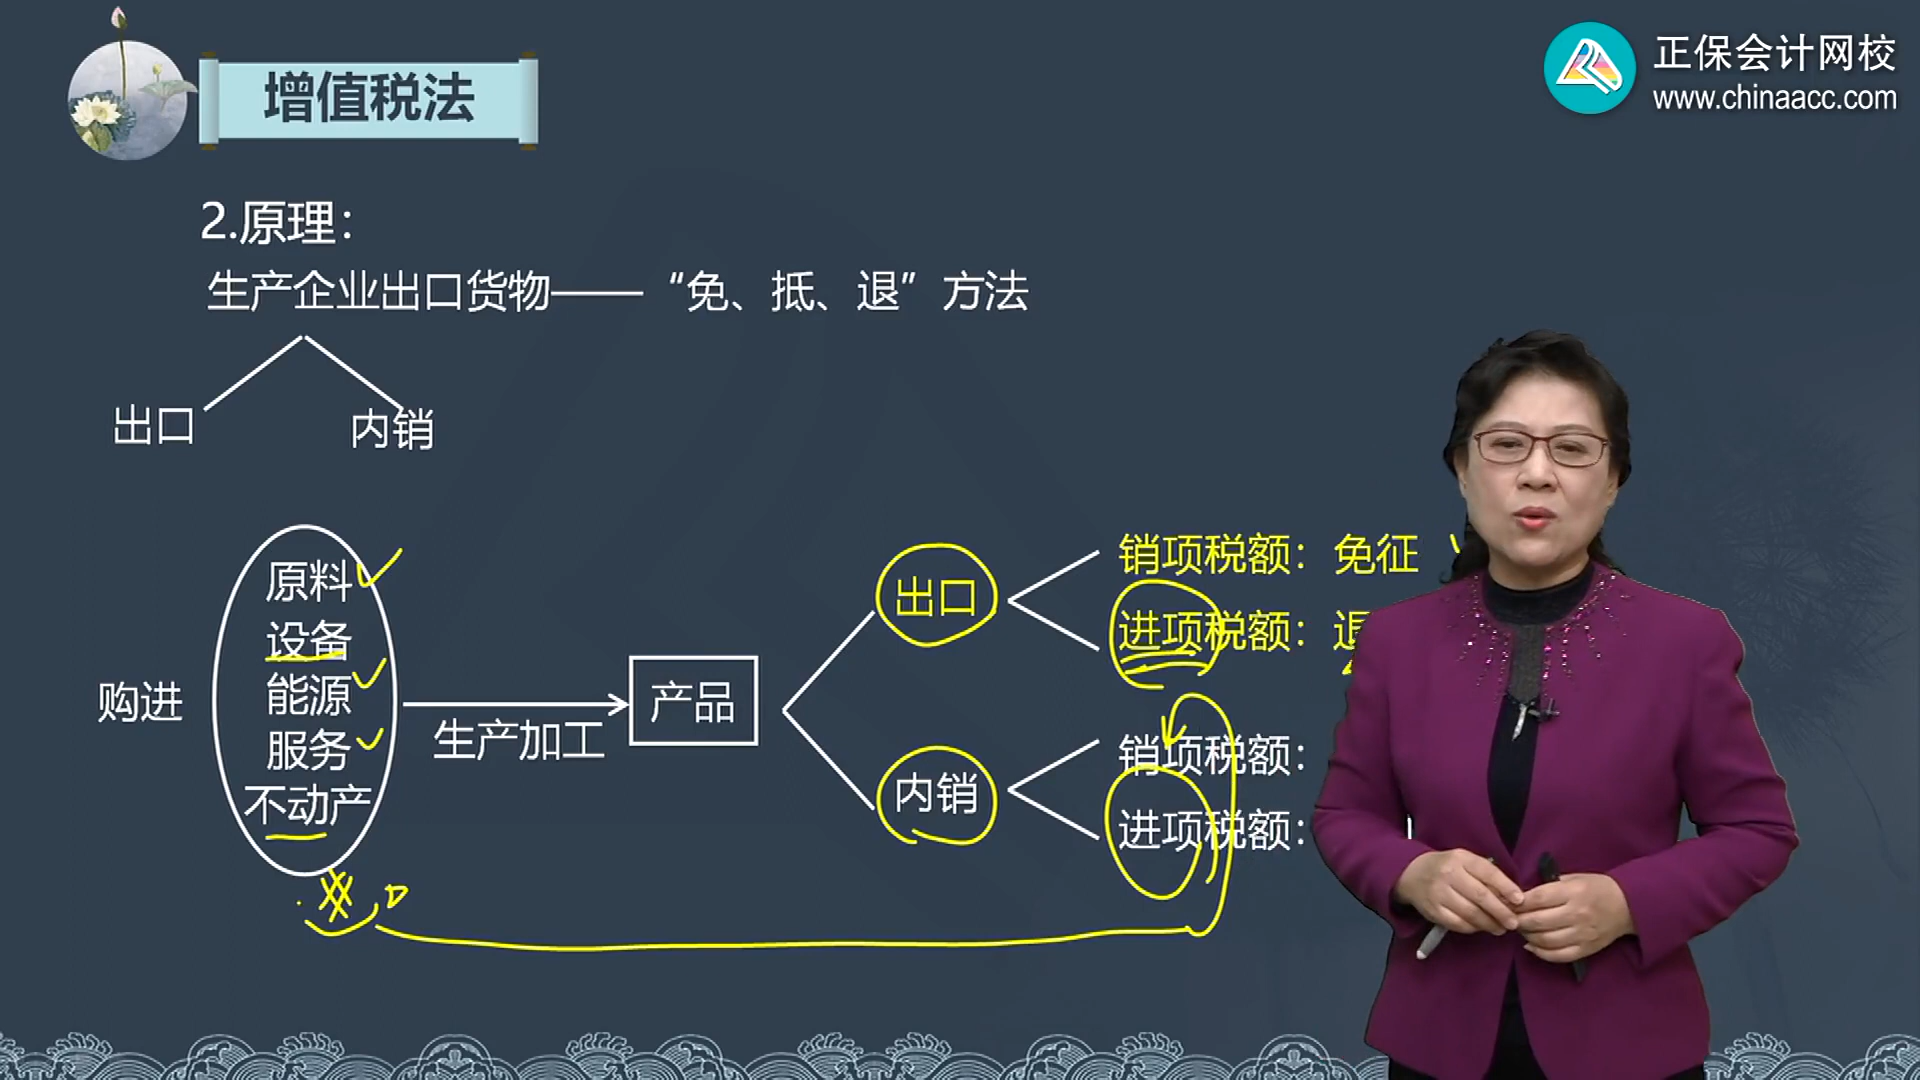 增值税法
正保会计网校
www.chinaacc.com
2.原理：
生产企业出口货物——“免、抵、退”方法
出口
内销
购进
原料
设备
能源
服务
不动产
生产加工
产品
出口
销项税额：免征
进项税额：退
内销
销项税额：
进项税额：